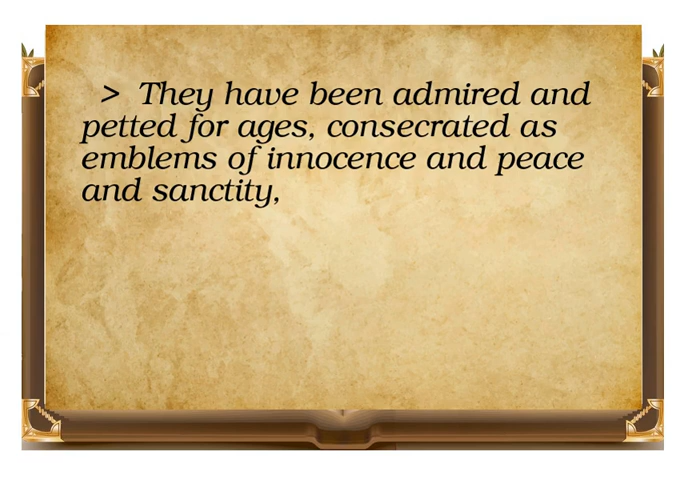 > They have been admired and
petted for ages, consecrated as
emblems of innocence and peace
and sanctity,